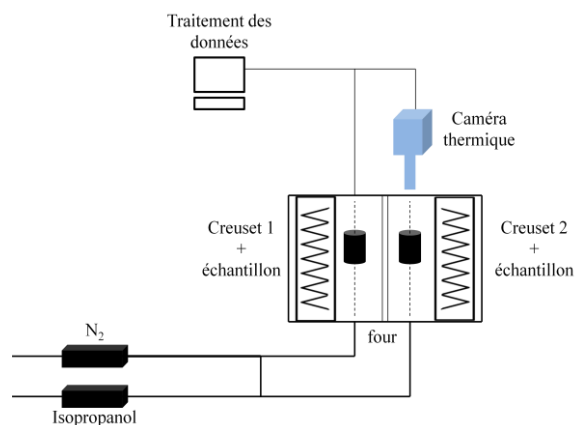 Traitement des
données
Caméra
thermique
Creuset 1
+
échantillon
Creuset 2
+
échantillon
four
N₂
Isopropanol